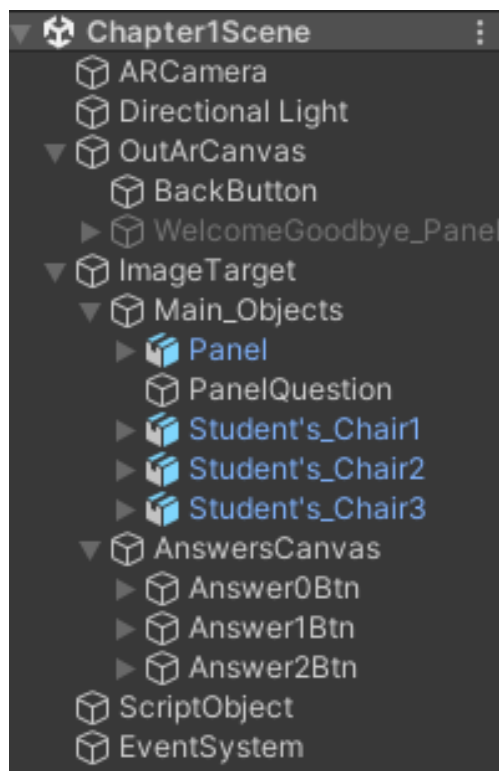 Chapter1Scene
ARCamera
Directional Light
OutArCanvas
BackButton
WelcomeGoodbye_Panel
ImageTarget
Main_Objects
Panel
PanelQuestion
Student's_Chair1
Student's_Chair2
Student's_Chair3
AnswersCanvas
Answer0Btn
Answer1Btn
Answer2Btn
ScriptObject
EventSystem